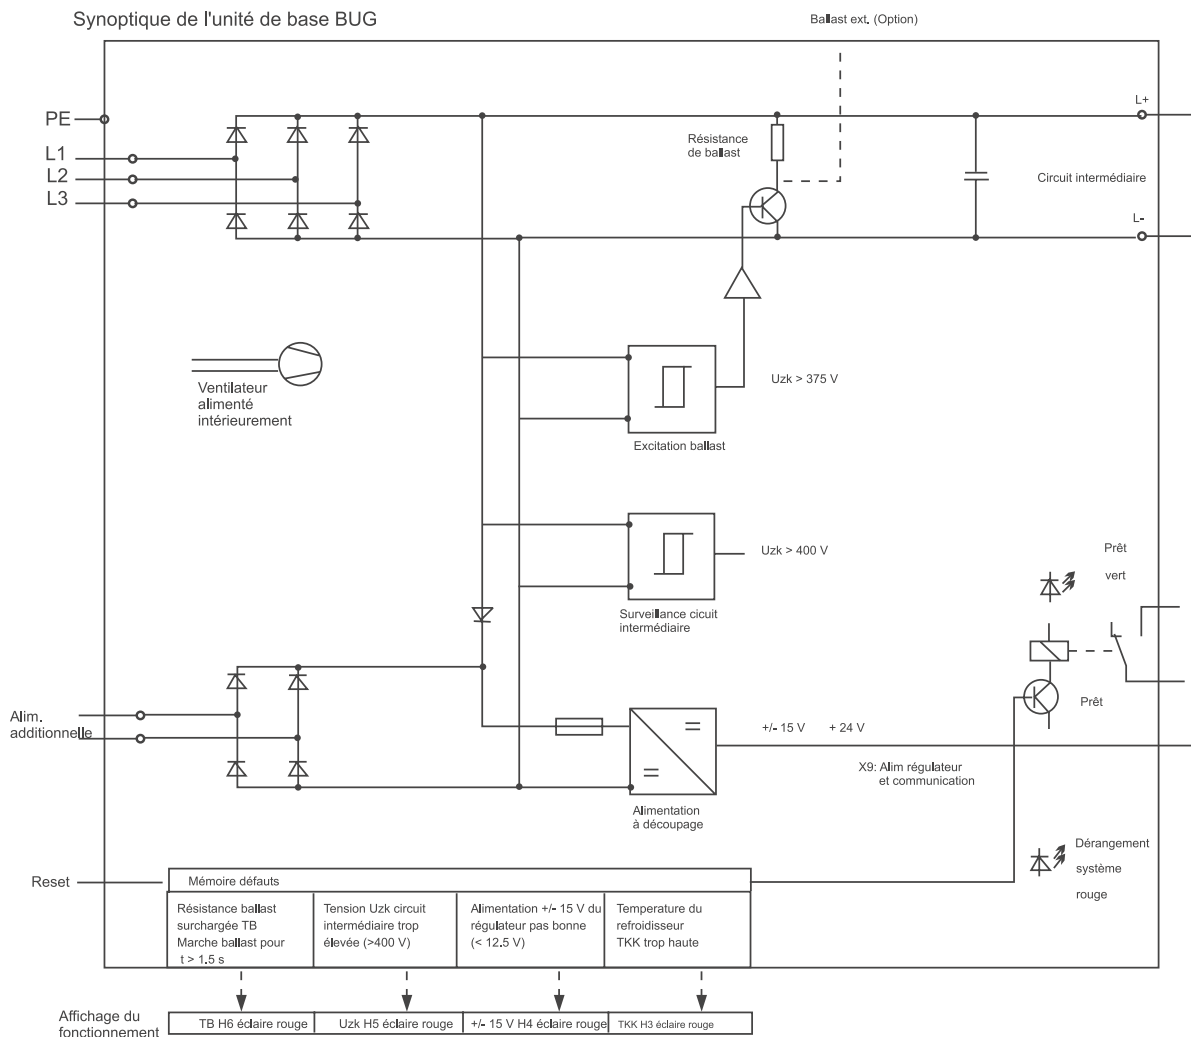 Synoptique de l'unité de base BUG
Ballast ext. (Option)
PE
L1
L2
L3
L+
Résistance
de ballast
Circuit intermédiaire
L-
Ventilateur
alimenté
intérieurement
Uzk > 375 V
Excitation ballast
Uzk > 400 V
Surveillance cicuit
intermédiaire
Prêt
vert
Prêt
Alim.
additionnelle
+/- 15 V + 24 V
X9: Alim régulateur
et communication
Alimentation
à découpage
Dérangement
système
rouge
Reset
Mémoire défauts
Résistance ballast
surchargée TB
Marche ballast pour
t > 1.5 s
Tension Uzk circuit
intermédiaire trop
élevée (>400 V)
Alimentation +/- 15 V du
régulateur pas bonne
(< 12.5 V)
Temperature du
refroidisseur
TKK trop haute
Affichage du
fonctionnement
TB H6 éclaire rouge
Uzk H5 éclaire rouge
+/- 15 V H4 éclaire rouge
TKK H3 éclaire rouge